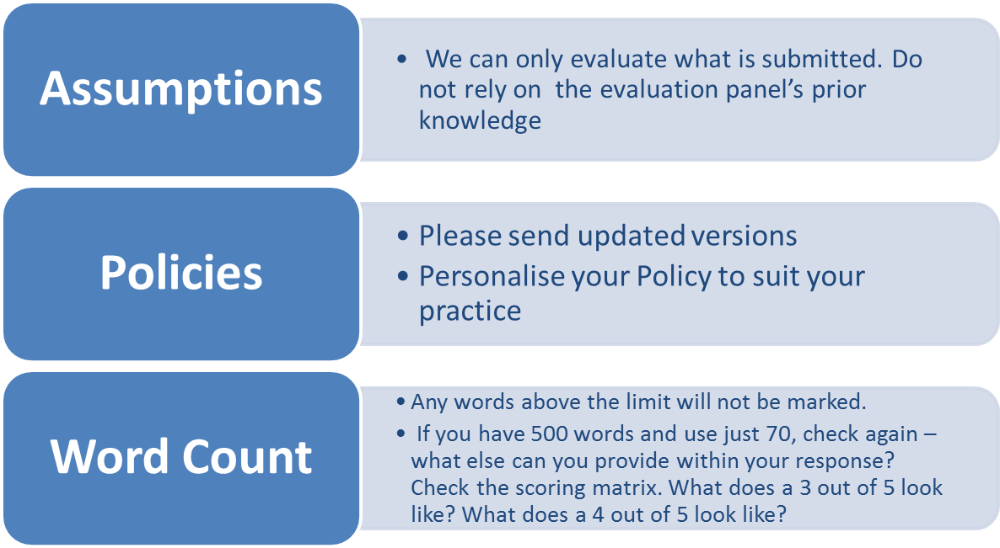 Assumptions
• We can only evaluate what is submitted. Do
not rely on the evaluation panel’s prior
knowledge
Policies
• Please send updated versions
• Personalise your Policy to suit your
practice
Word Count
• Any words above the limit will not be marked.
• If you have 500 words and use just 70, check again –
what else can you provide within your response?
Check the scoring matrix. What does a 3 out of 5 look
like? What does a 4 out of 5 look like?